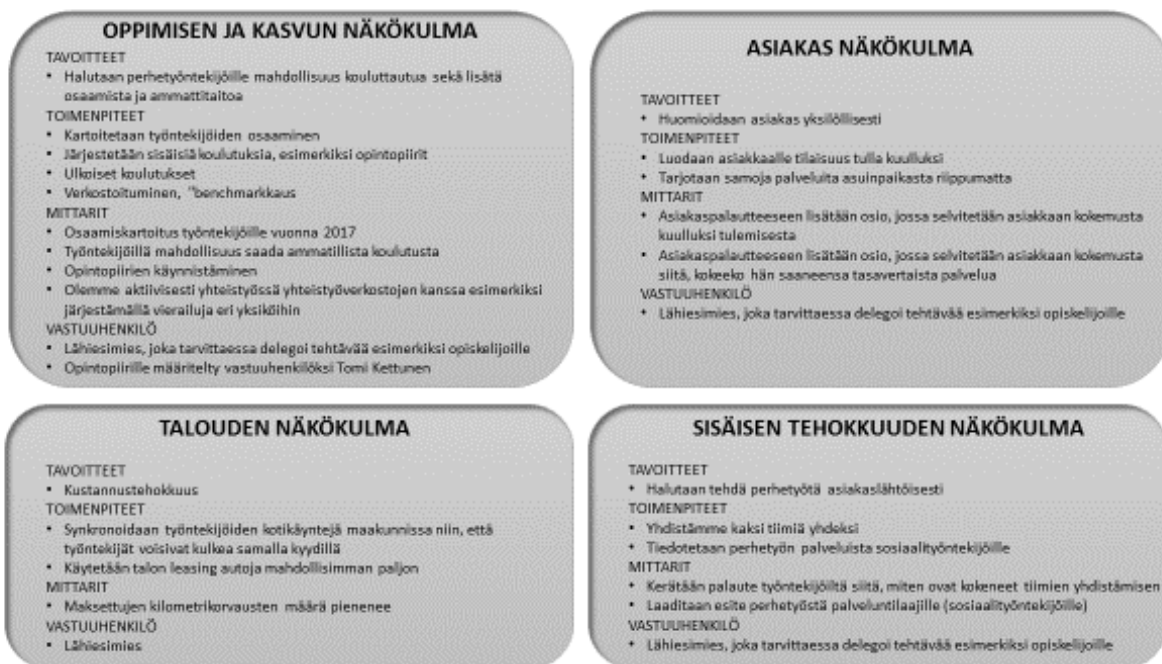 OPPIMISEN JA KASVUN NÄKÖKULMA
TAVOITTEET
• Halutaan perhetyöntekijöille mahdollisuus kouluttautua sekä lisätä
osaamista ja ammattitaitoa
TOIMENPITEET
• Kartoitetaan työntekijöiden osaaminen
• Järjestetään sisäisiä koulutuksia, esimerkiksi opintopiirit
• Ulkoiset koulutukset
• Verkostoituminen, "benchmarkkaus
MITTARIT
• Osaamiskartoitus työntekijöille vuonna 2017
• Työntekijöillä mahdollisuus saada ammatillista koulutusta
• Opintopiirien käynnistäminen
• Olemme aktiivisesti yhteistyössä yhteistyöverkostojen kanssa esimerkiksi
järjestämällä vierailuja eri yksiköihin
VASTUUHENKILÖ
• Lähiesimies, joka tarvittaessa delegoi tehtävää esimerkiksi opiskelijoille
• Opintopiirille määritelty vastuuhenkilöksi Tomi Kettunen
ASIAKAS NÄKÖKULMA
TAVOITTEET
• Huomioidaan asiakas yksilöllisesti
TOIMENPITEET
• Luodaan asiakkaalle tilaisuus tulla kuulluksi
• Tarjotaan samoja palveluita asuinpaikasta riippumatta
MITTARIT
• Asiakaspalautteeseen lisätään osio, jossa selvitetään asiakkaan kokemusta
kuulluksi tulemisesta
• Asiakaspalautteeseen lisätään osio, jossa selvitetään asiakkaan kokemusta
siitä, kokeeko hän saaneensa tasavertaista palvelua
VASTUUHENKILÖ
• Lähiesimies, joka tarvittaessa delegoi tehtävää esimerkiksi opiskelijoille
TALOUDEN NÄKÖKULMA
TAVOITTEET
• Kustannustehokkuus
TOIMENPITEET
• Synkronoidaan työntekijöiden kotikäyntejä maakunnissa niin, että
työntekijät voisivat kulkea samalla kyydillä
• Käytetään talon leasing autoja mahdollisimman paljon
MITTARIT
• Maksettujen kilometrikorvausten määrä pienenee
VASTUUHENKILÖ
• Lähiesimies
SISÄISEN TEHOKKUUDEN NÄKÖKULMA
TAVOITTEET
• Halutaan tehdä perhetyötä asiakaslähtöisesti
TOIMENPITEET
• Yhdistämme kaksi tiimiä yhdeksi
• Tiedotetaan perhetyön palveluista sosiaalityöntekijöille
MITTARIT
• Kerätään palaute työntekijöiltä siitä, miten ovat kokeneet tiimien yhdistämisen
• Laaditaan esite perhetyöstä palveluntilaajille (sosiaalityöntekijöille)
VASTUUHENKILÖ
• Lähiesimies, joka tarvittaessa delegoi tehtävää esimerkiksi opiskelijoille